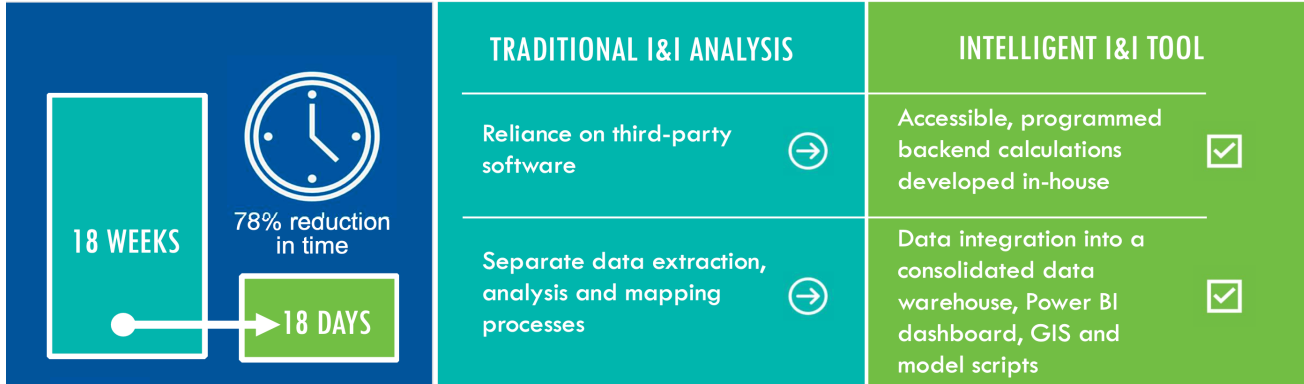 18 WEEKS
78% reduction
in time
18 DAYS
TRADITIONAL I&I ANALYSIS
INTELLIGENT I&I TOOL
Reliance on third-party
software
Accessible, programmed
backend calculations
developed in-house
Separate data extraction,
analysis and mapping
processes
Data integration into a
consolidated data
warehouse, Power BI
dashboard, GIS and
model scripts